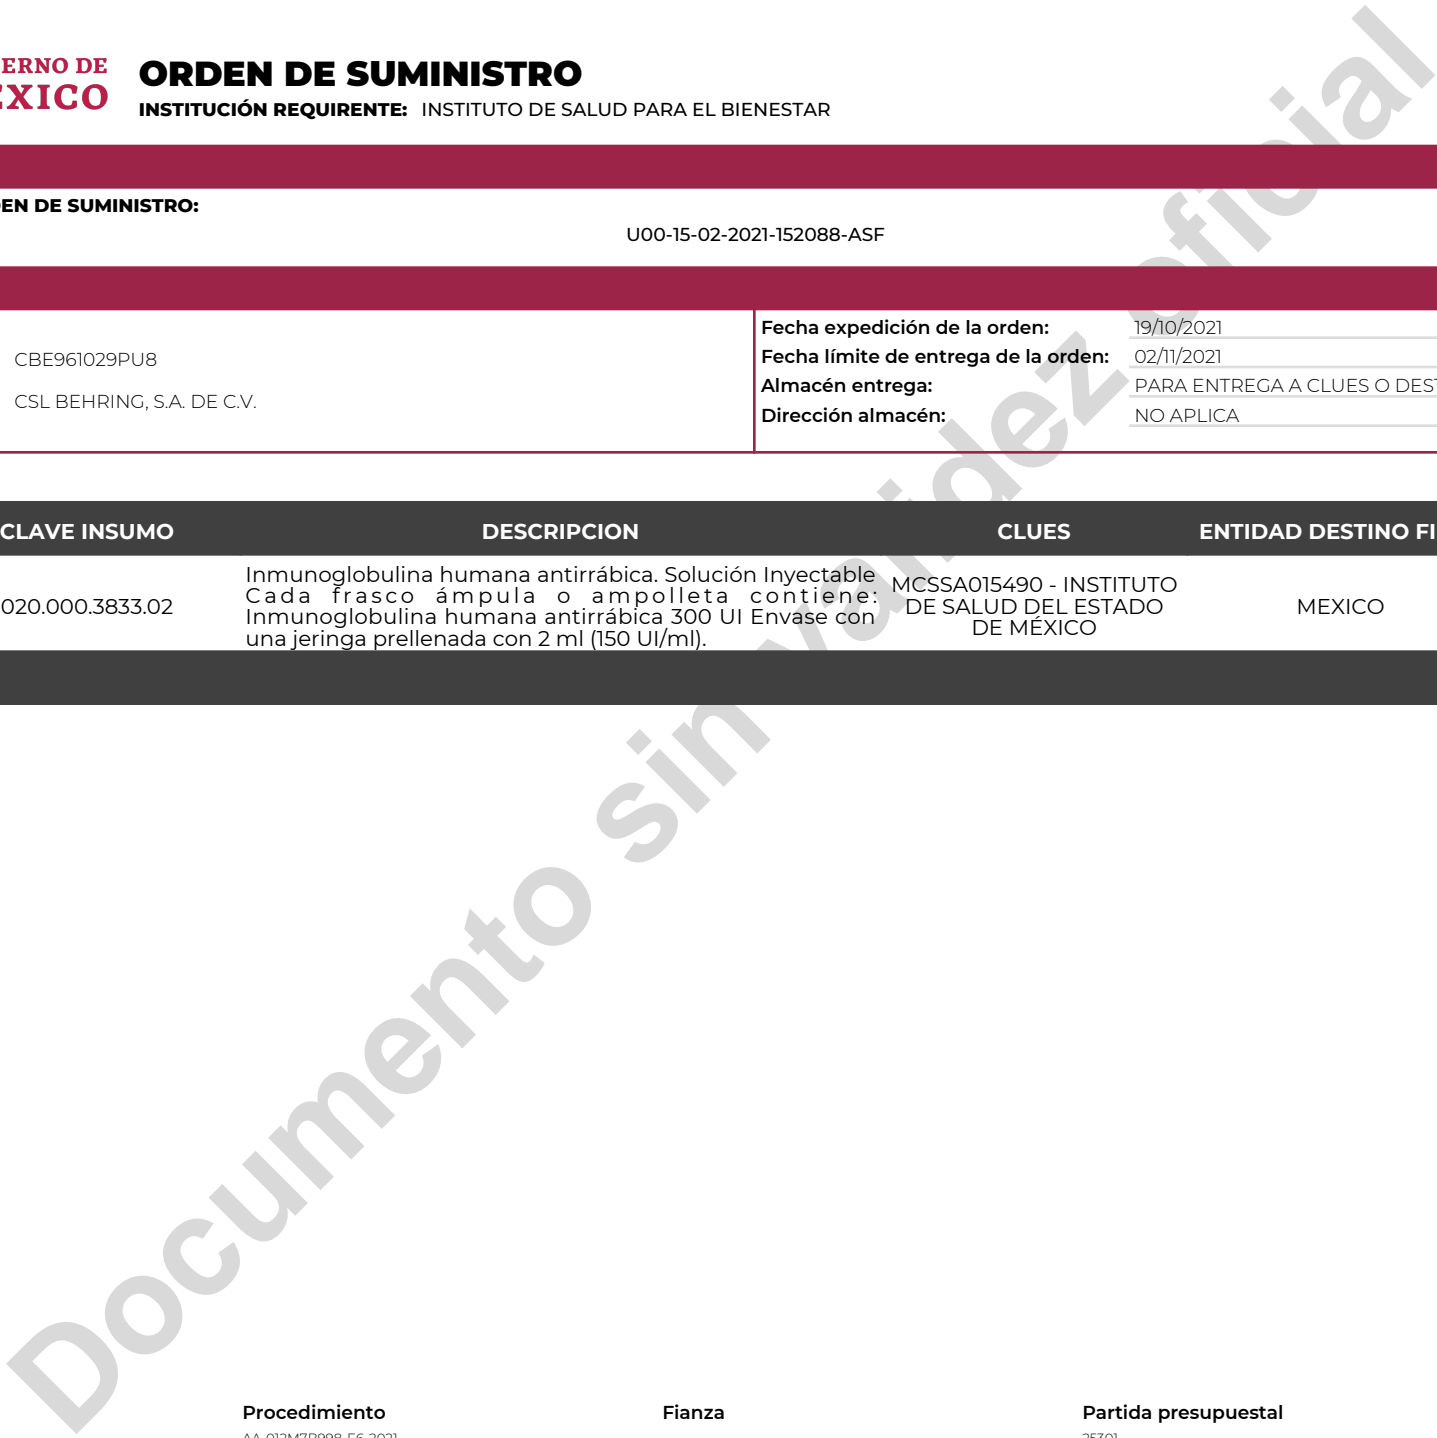 ERNO DE
EXICO
ORDEN DE SUMINISTRO
INSTITUCIÓN REQUIRENTE: INSTITUTO DE SALUD PARA EL BIENESTAR
EN DE SUMINISTRO:
U00-15-02-2021-152088-ASF
CBE961029PU8
CSL BEHRING, S.A. DE C.V.
Fecha expedición de la orden: 19/10/2021
Fecha límite de entrega de la orden: 02/11/2021
Almacén entrega: PARA ENTREGA A CLUES O DEST
Dirección almacén: NO APLICA
CLAVE INSUMO DESCRIPCION CLUES ENTIDAD DESTINO FI
020.000.3833.02
Inmunoglobulina humana antirrábica. Solución Inyectable
Cada frasco ámpula o ampolleta contiene:
Inmunoglobulina humana antirrábica 300 UI Envase con
una jeringa prellenada con 2 ml (150 UI/ml).
MCSSA015490 - INSTITUTO
DE SALUD DEL ESTADO
DE MÉXICO
MEXICO
Documento sin validez oficial
Procedimiento Fianza Partida presupuestal